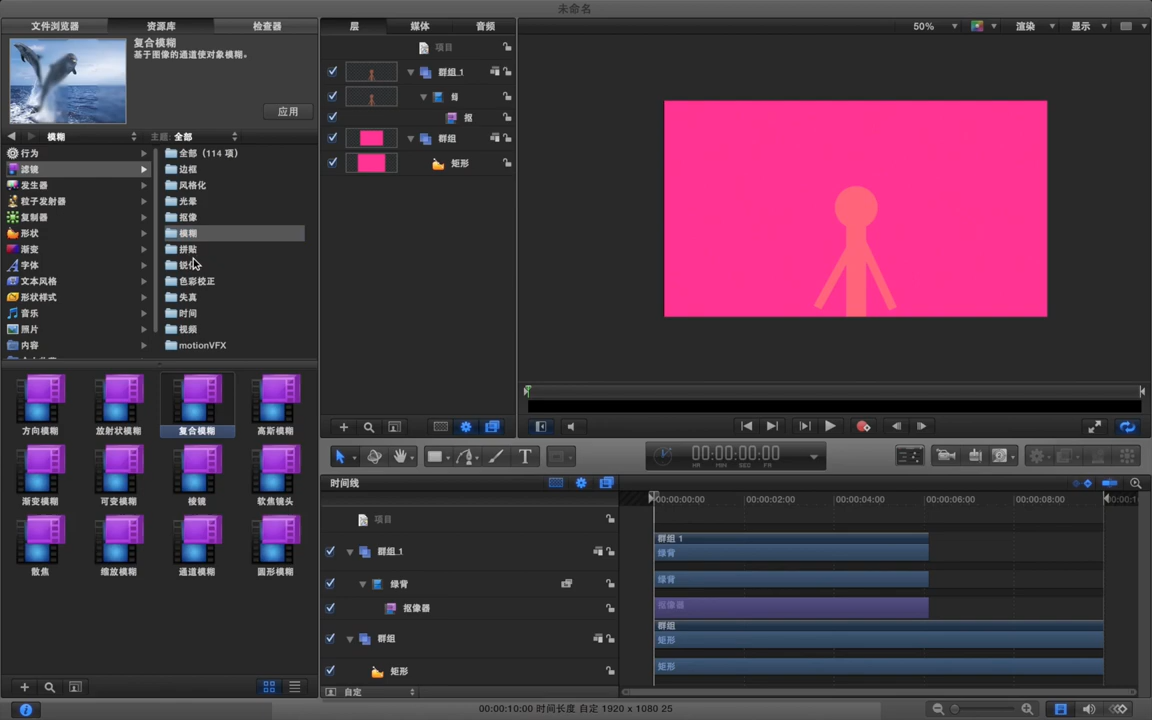 未命名
文件浏览器
资源库
检查器
复合模糊
基于图像的通道使对象模糊。
应用
模糊
主题: 全部
行为
滤镜
发生器
粒子发射器
复制器
形状
渐变
字体
文本风格
形状样式
音乐
照片
内容
全部（114 项）
边框
风格化
光晕
抠像
模糊
拼贴
色彩校正
失真
时间
视频
motionVFX
方向模糊
放射状模糊
复合模糊
高斯模糊
渐变模糊
可变模糊
棱镜
软焦镜头
散焦
缩放模糊
通道模糊
圆形模糊
层
媒体
音频
项目
群组 1
抠
群组
矩形
50%
渲染
显示
00:00:00:00
HR MIN SEC FR
时间线
项目
群组 1
绿背
抠像器
群组
矩形
自定
00:00:00:00
00:00:02:00
00:00:04:00
00:00:06:00
00:00:08:00
群组 1
绿背
绿背
抠像器
群组
矩形
矩形
00:00:10:00 时间长度 自定 1920 x 1080 25